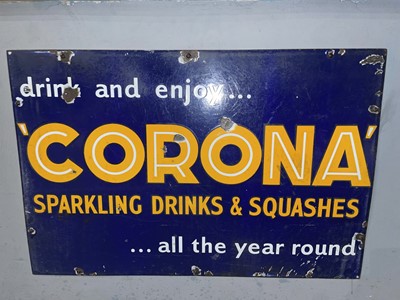 drink and enjoy...
'CORONA'
SPARKLING DRINKS & SQUASHES
...all the year round